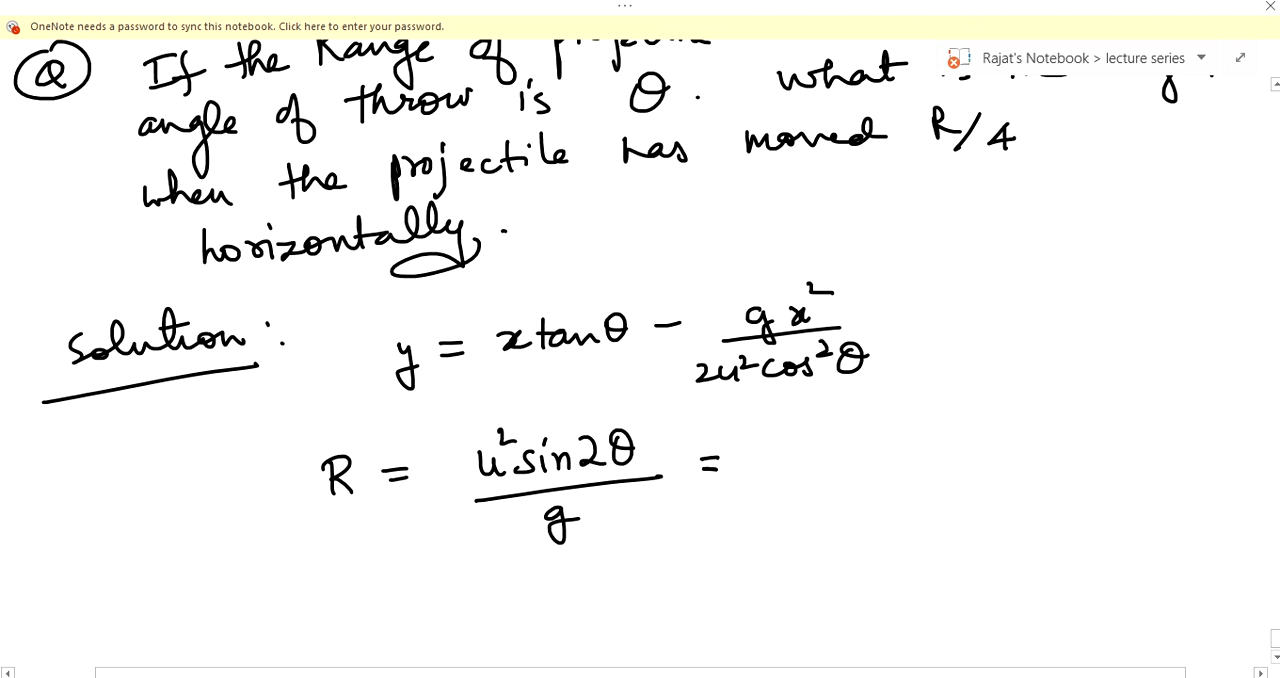 OneNote needs a password to sync this notebook. Click here to enter your password.
Rajat's Notebook > lecture series
Q If the Range of
angle of throw is θ. what
when the projectile has moved R/4
horizontally.
Solution: y = x tanθ - gx²/2u²cos²θ
R = u²sin2θ/g =